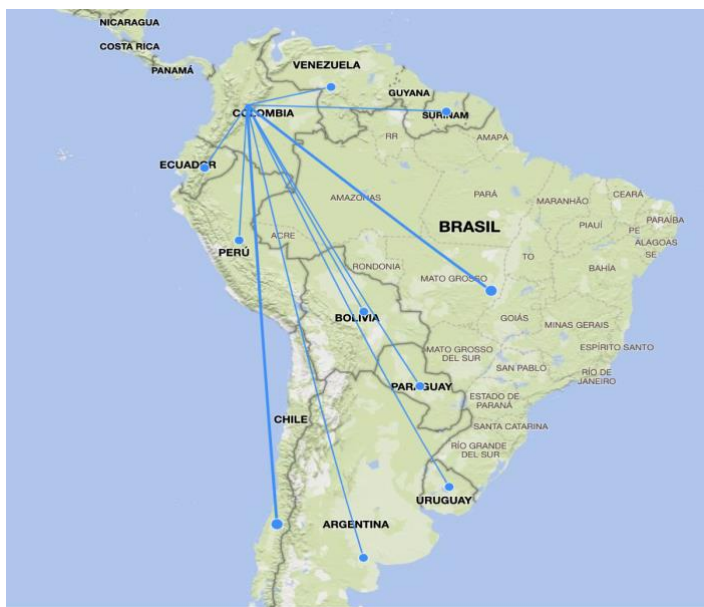 NICARAGUA
COSTA RICA
PANAMÁ
VENEZUELA
GUYANA
COLOMBIA
SURINAM
RR
AMAPÁ
ECUADOR
AMAZONAS
PARÁ
MARANHÃO
CEARÁ
PARAÍBA
BRASIL
PIAUÍ
PE
ALAGOAS
SE
ACRE
PERÚ
RONDONIA
MATO GROSSO
TO
BAHÍA
BOLIVIA
GOIÁS
MINAS GERAIS
MATO GROSSO
DEL SUR
ESPÍRITO SANTO
SAN PABLO
RÍO DE
JANEIRO
PARAGUAY
ESTADO DE
PARANÁ
CHILE
SANTA CATARINA
RÍO GRANDE
DEL SUR
URUGUAY
ARGENTINA